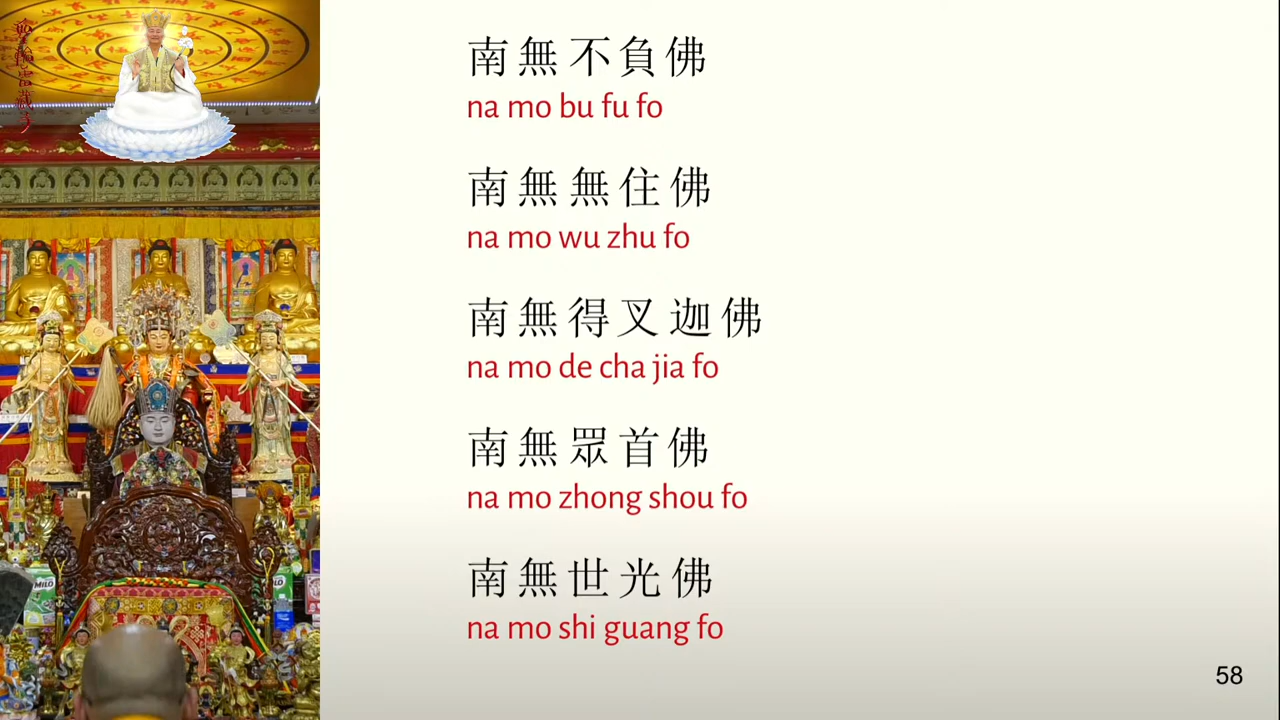 南無不負佛
na mo bu fu fo
南無無住佛
na mo wu zhu fo
南無得叉迦佛
na mo de cha jia fo
南無眾首佛
na mo zhong shou fo
南無世光佛
na mo shi guang fo
58
MILO